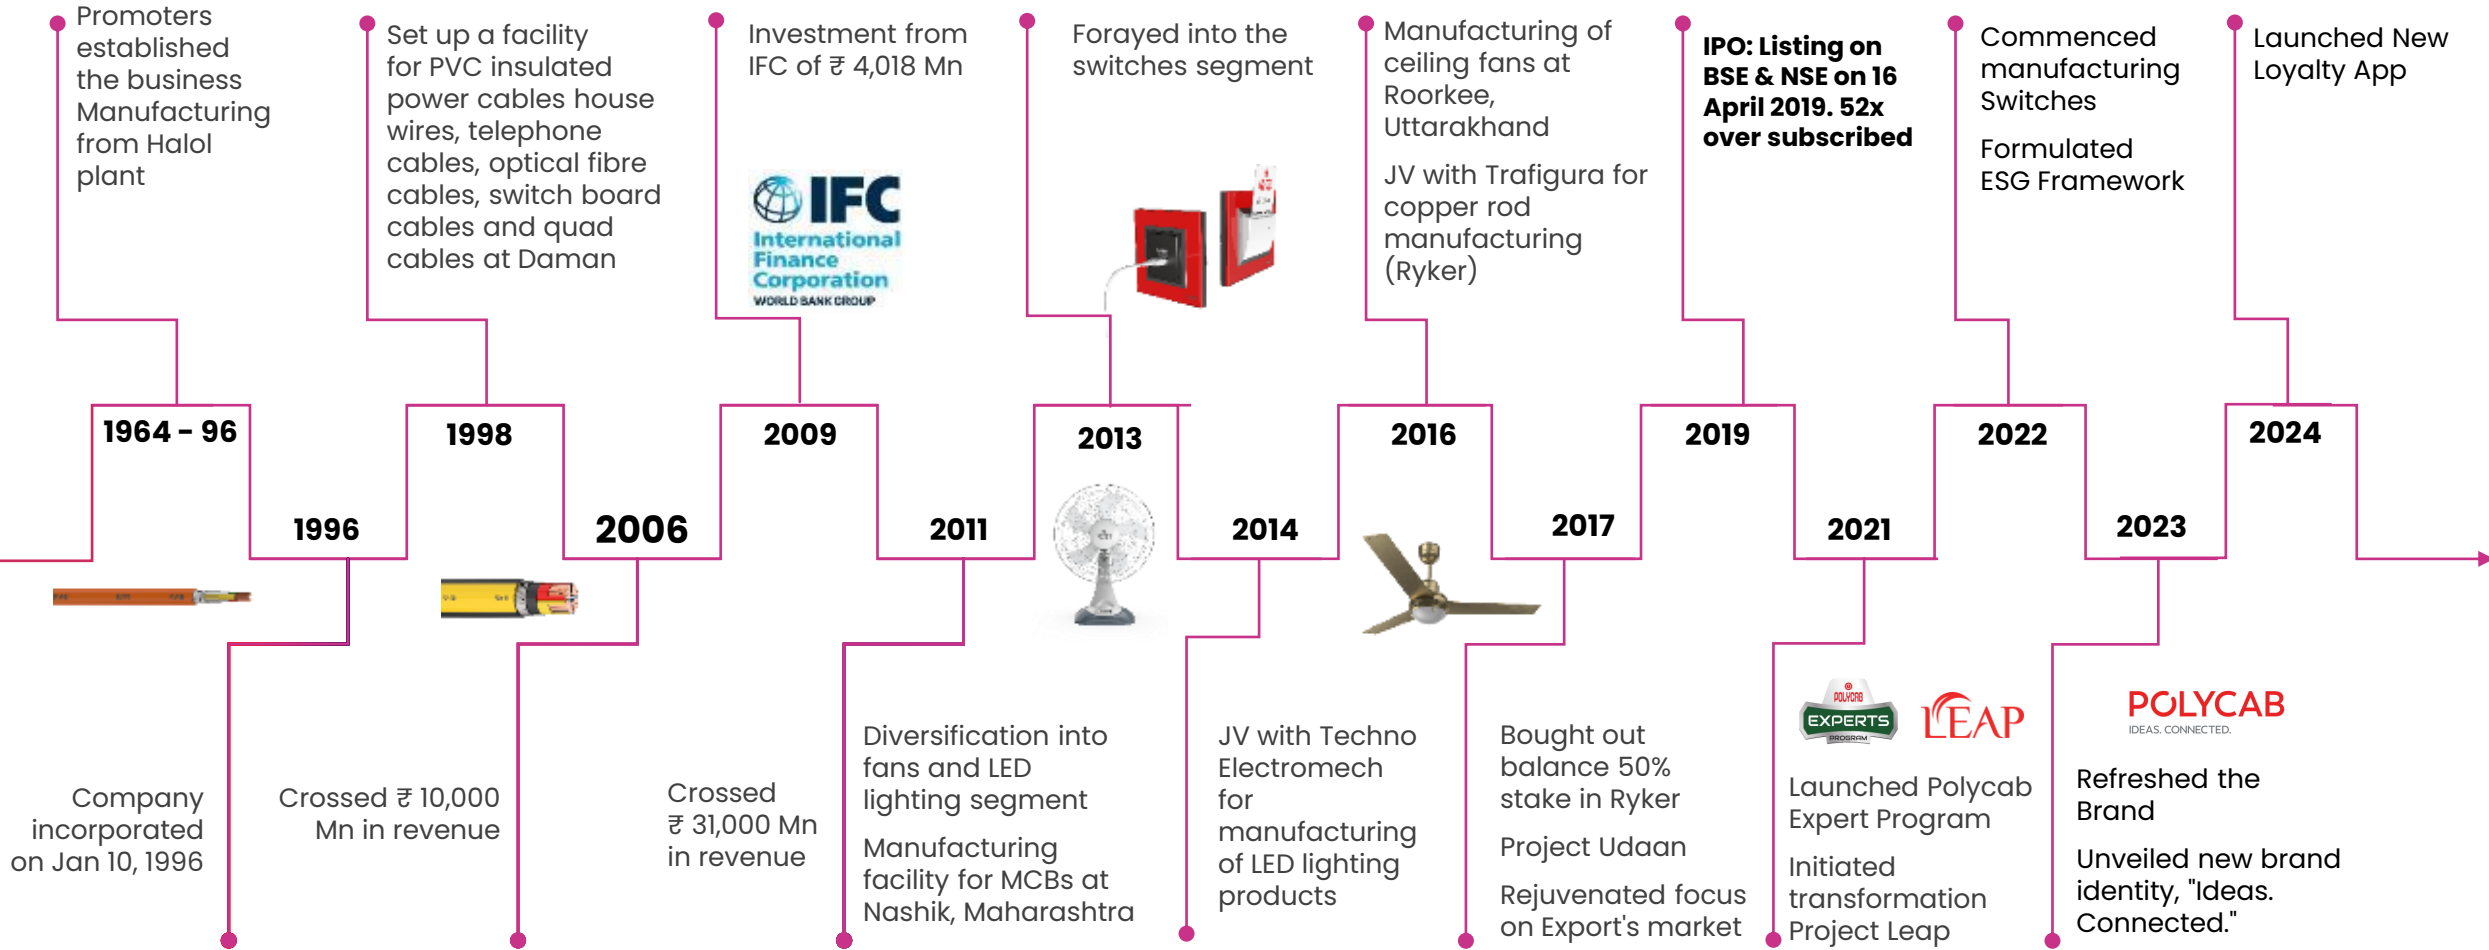 Promoters
established
the business
Manufacturing
from Halol
plant
Set up a facility
for PVC insulated
power cables house
wires, telephone
cables, optical fibre
cables, switch board
cables and quad
cables at Daman
Investment from
IFC of ₹ 4,018 Mn
IFC
International
Finance
Corporation
WORLD BANK GROUP
Forayed into the
switches segment
Manufacturing of
ceiling fans at
Roorkee,
Uttarakhand
JV with Trafigura for
copper rod
manufacturing
(Ryker)
IPO: Listing on
BSE & NSE on 16
April 2019. 52x
over subscribed
Commenced
manufacturing
Switches
Formulated
ESG Framework
Launched New
Loyalty App
1964 - 96
1998
2009
2013
2016
2019
2022
2024
1996
2006
2011
2014
2017
2021
2023
Company
incorporated
on Jan 10, 1996
Crossed ₹ 10,000
Mn in revenue
Crossed
₹ 31,000 Mn
in revenue
Diversification into
fans and LED
lighting segment
Manufacturing
facility for MCBs at
Nashik, Maharashtra
JV with Techno
Electromech
for
manufacturing
of LED lighting
products
Bought out
balance 50%
stake in Ryker
Project Udaan
Rejuvenated focus
on Export's market
POLYCAB
EXPERTS
PROGRAM
LEAP
Launched Polycab
Expert Program
Initiated
transformation
Project Leap
POLYCAB
IDEAS. CONNECTED.
Refreshed the
Brand
Unveiled new brand
identity, "Ideas.
Connected."